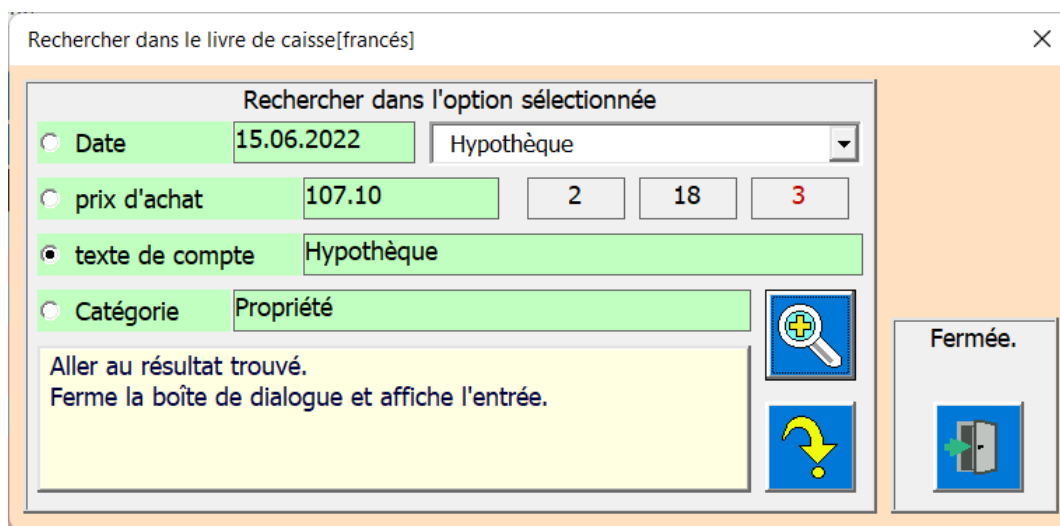 Rechercher dans le livre de caisse[francés]
Rechercher dans l'option sélectionnée
Date 15.06.2022 Hypothèque
prix d'achat 107.10 2 18 3
texte de compte Hypothèque
Catégorie Propriété
Fermée.
Aller au résultat trouvé.
Ferme la boîte de dialogue et affiche l'entrée.